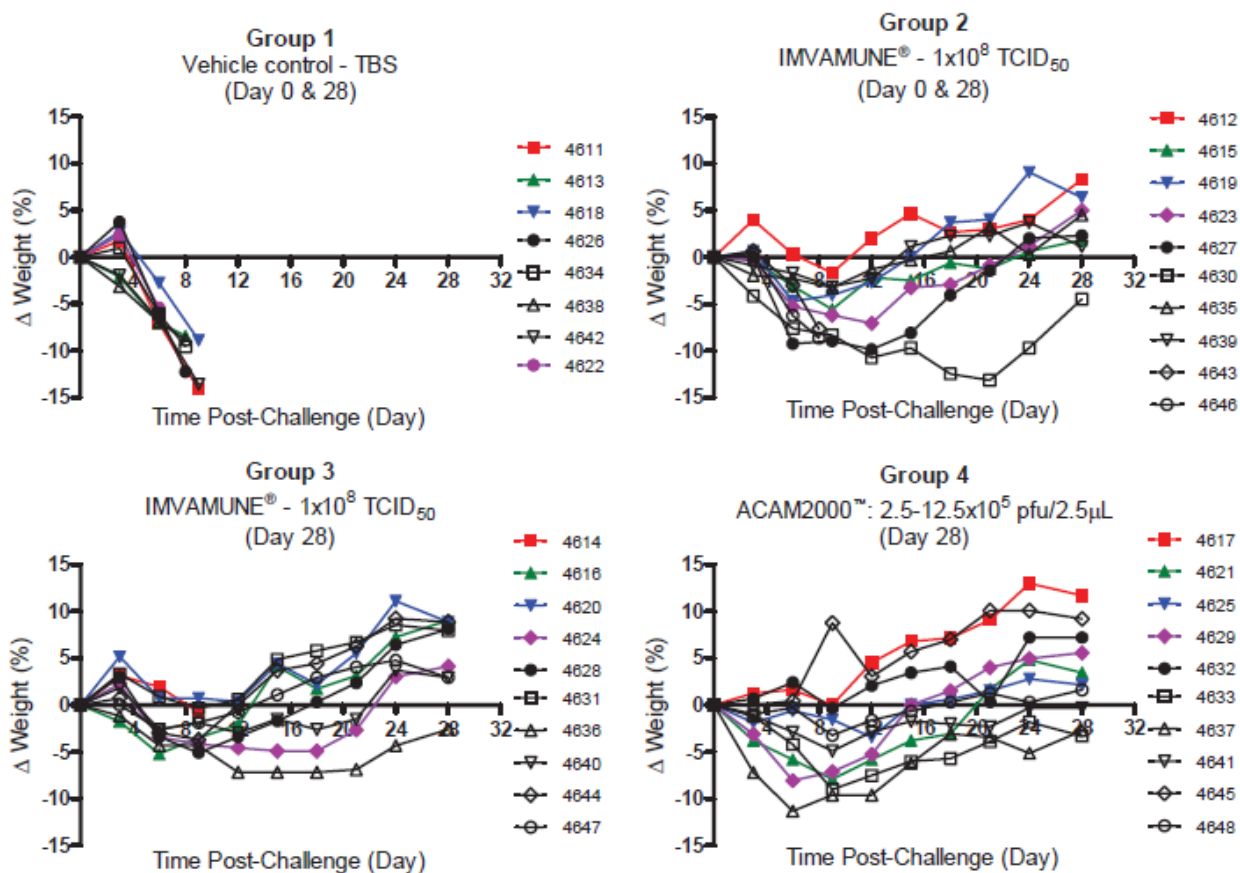 Group 1
Vehicle control - TBS
(Day 0 & 28)
15
10
5
0
-5
-10
-15
4 8 12 16 20 24 28 32
Δ Weight (%)
Time Post-Challenge (Day)
4611
4613
4618
4626
4634
4638
4642
4622
Group 2
IMVAMUNE® - 1x10⁸ TCID₅₀
(Day 0 & 28)
15
10
5
0
-5
-10
-15
4 8 12 16 20 24 28 32
Δ Weight (%)
Time Post-Challenge (Day)
4612
4615
4619
4623
4627
4630
4635
4639
4643
4646
Group 3
IMVAMUNE® - 1x10⁸ TCID₅₀
(Day 28)
15
10
5
0
-5
-10
-15
4 8 12 16 20 24 28 32
Δ Weight (%)
Time Post-Challenge (Day)
4614
4616
4620
4624
4628
4631
4636
4640
4644
4647
Group 4
ACAM2000™: 2.5-12.5x10⁵ pfu/2.5μL
(Day 28)
15
10
5
0
-5
-10
-15
4 8 12 16 20 24 28 32
Δ Weight (%)
Time Post-Challenge (Day)
4617
4621
4625
4629
4632
4633
4637
4641
4645
4648